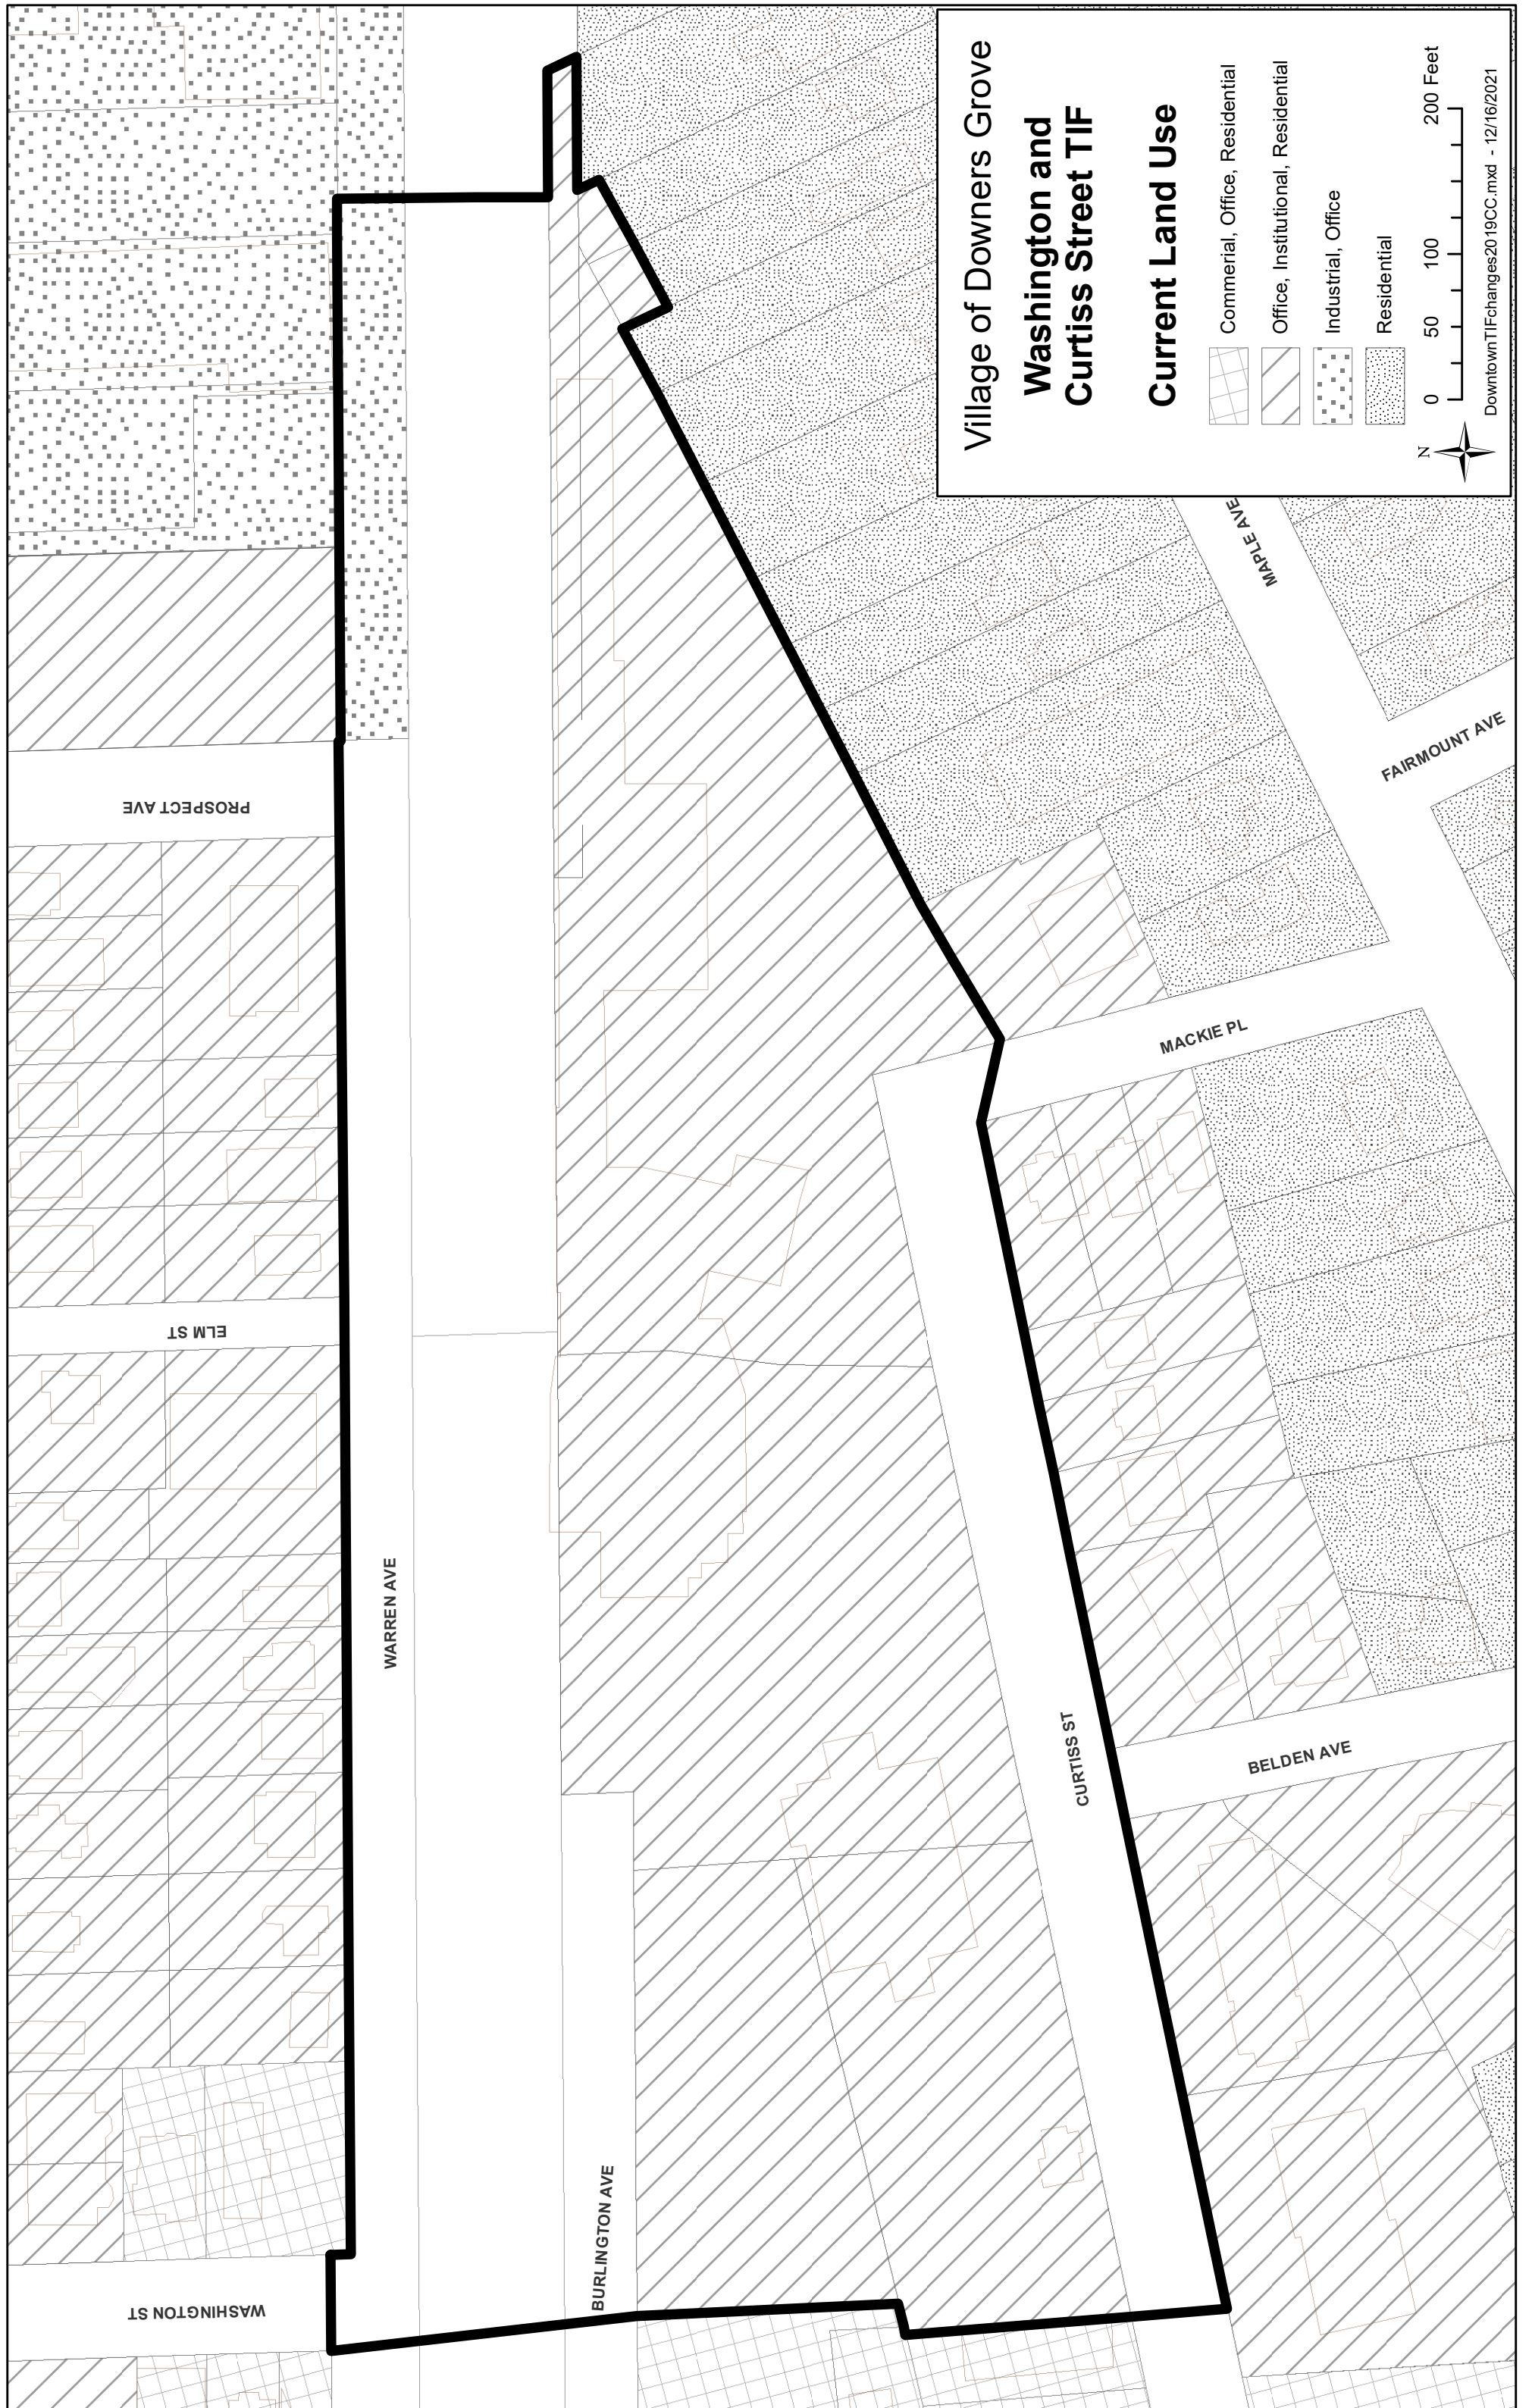 Village of Downers Grove
Washington and
Curtiss Street TIF
Current Land Use
Commerial, Office, Residential
Office, Institutional, Residential
Industrial, Office
Residential
N
0 50 100 200 Feet
DowntownTIFchanges2019CC.mxd - 12/16/2021
WASHINGTON ST
ELM ST
PROSPECT AVE
WARREN AVE
BURLINGTON AVE
CURTISS ST
BELDEN AVE
MACKIE PL
MAPLE AVE
FAIRMOUNT AVE